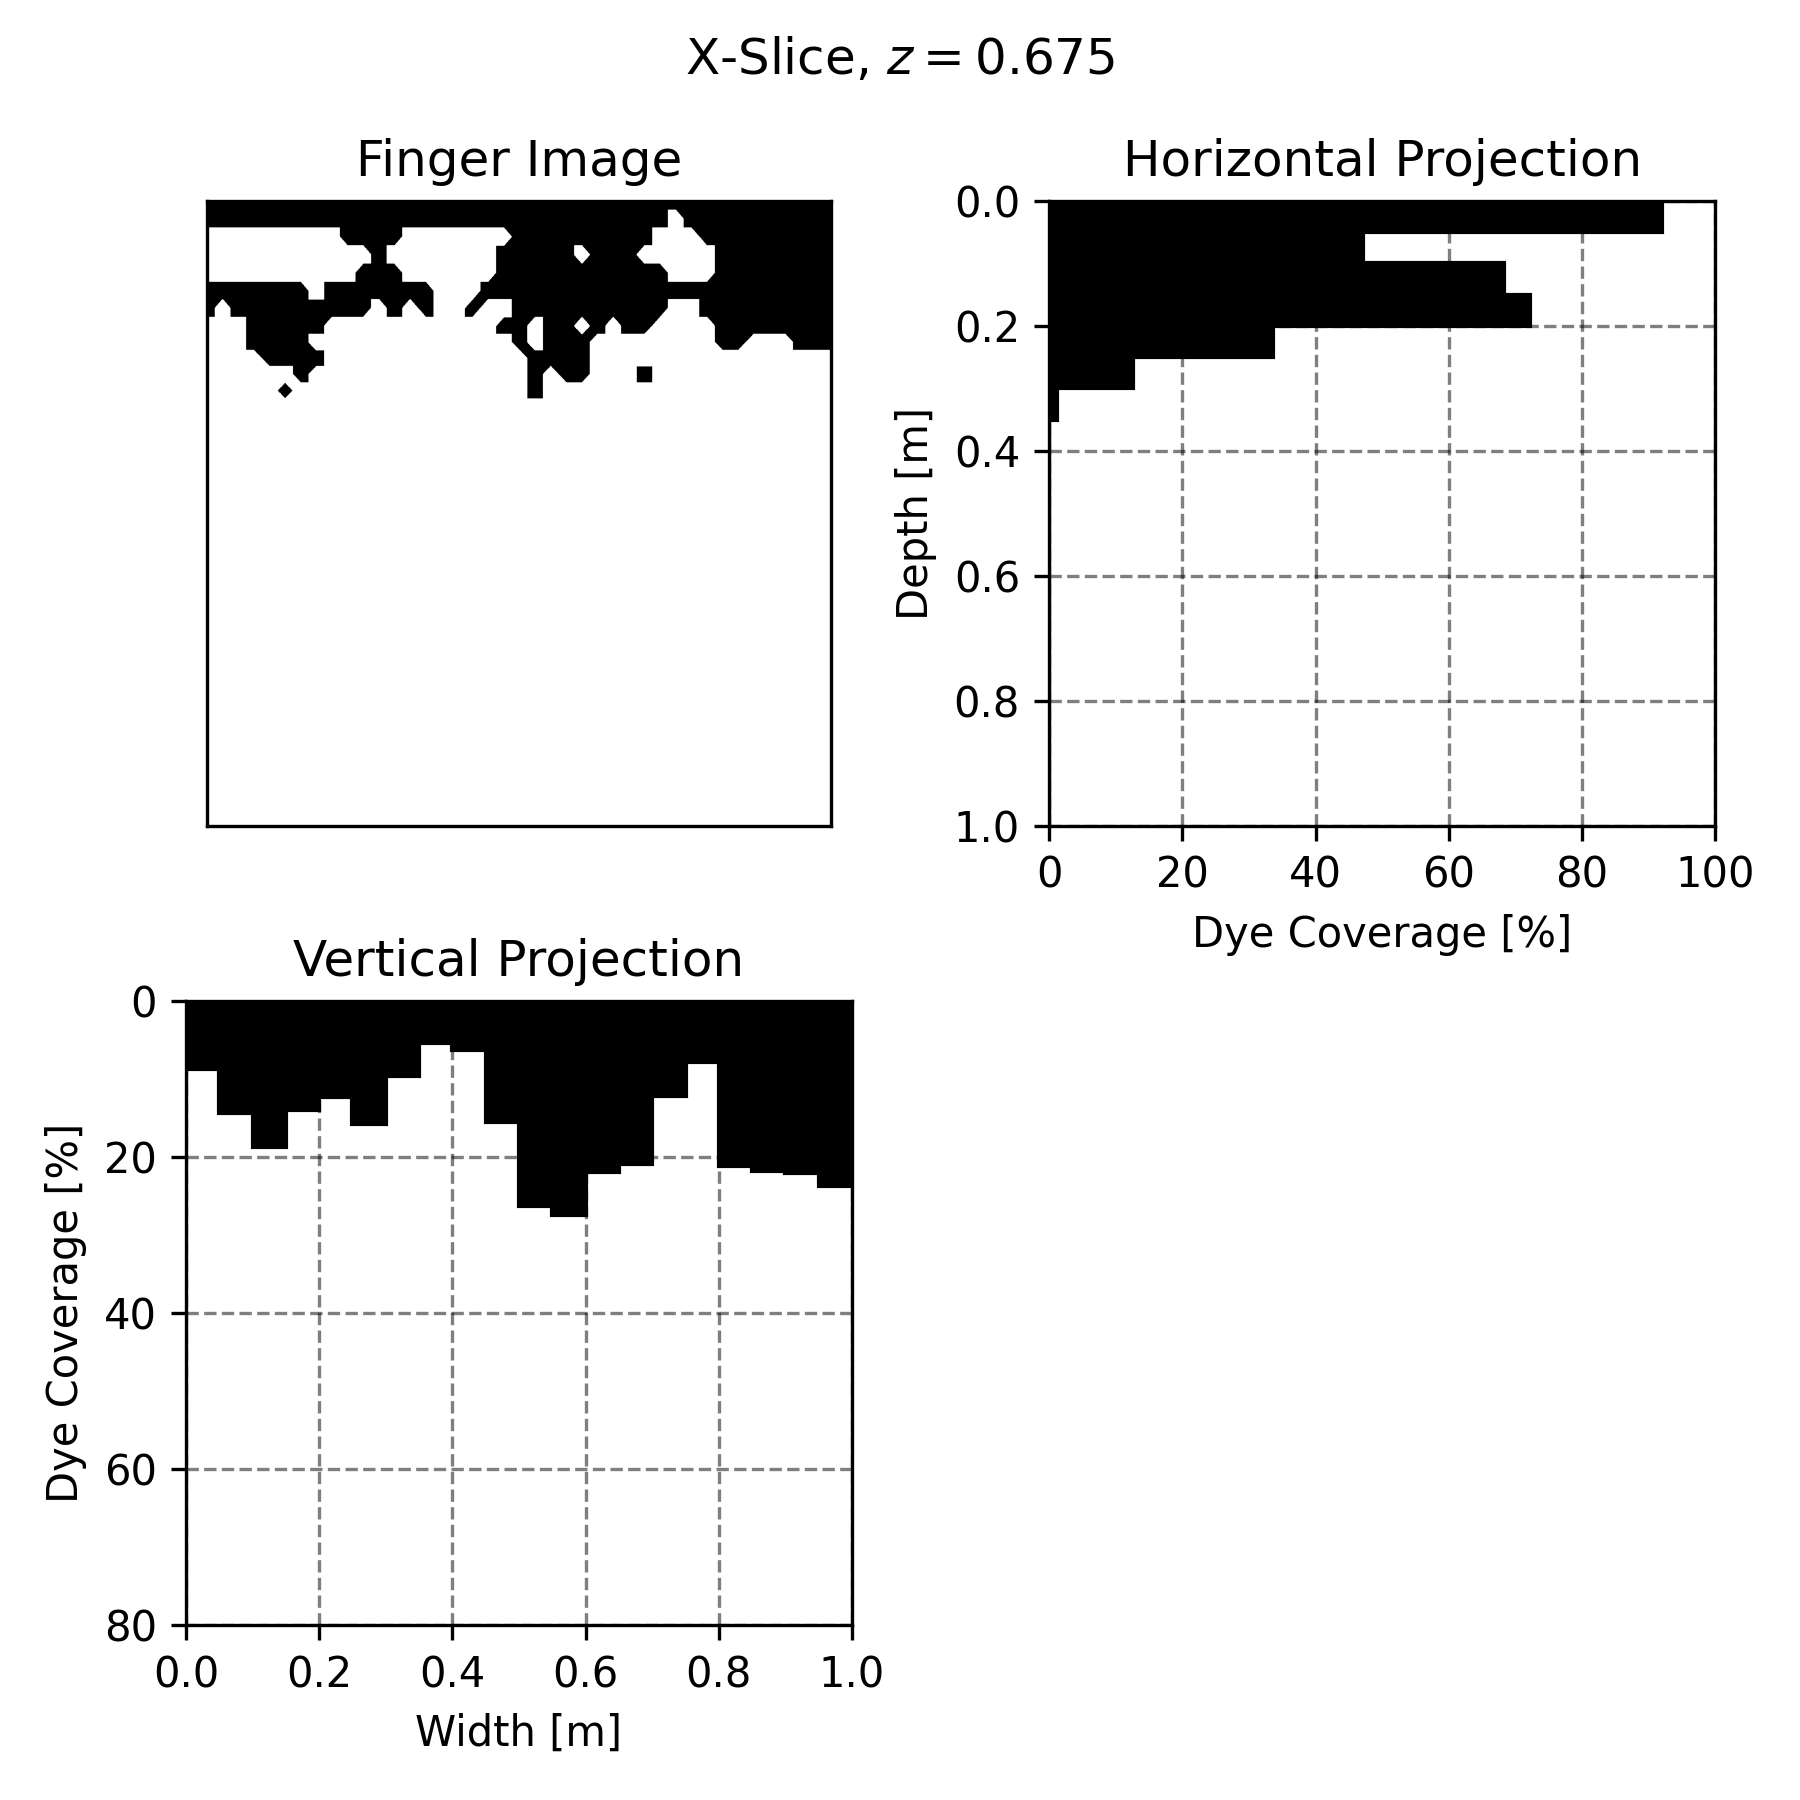 X-Slice, z = 0.675
Finger Image
Horizontal Projection
0.0
0.2
0.4
0.6
0.8
1.0
Depth [m]
0 20 40 60 80 100
Dye Coverage [%]
Vertical Projection
0
20
40
60
80
Dye Coverage [%]
0.0 0.2 0.4 0.6 0.8 1.0
Width [m]